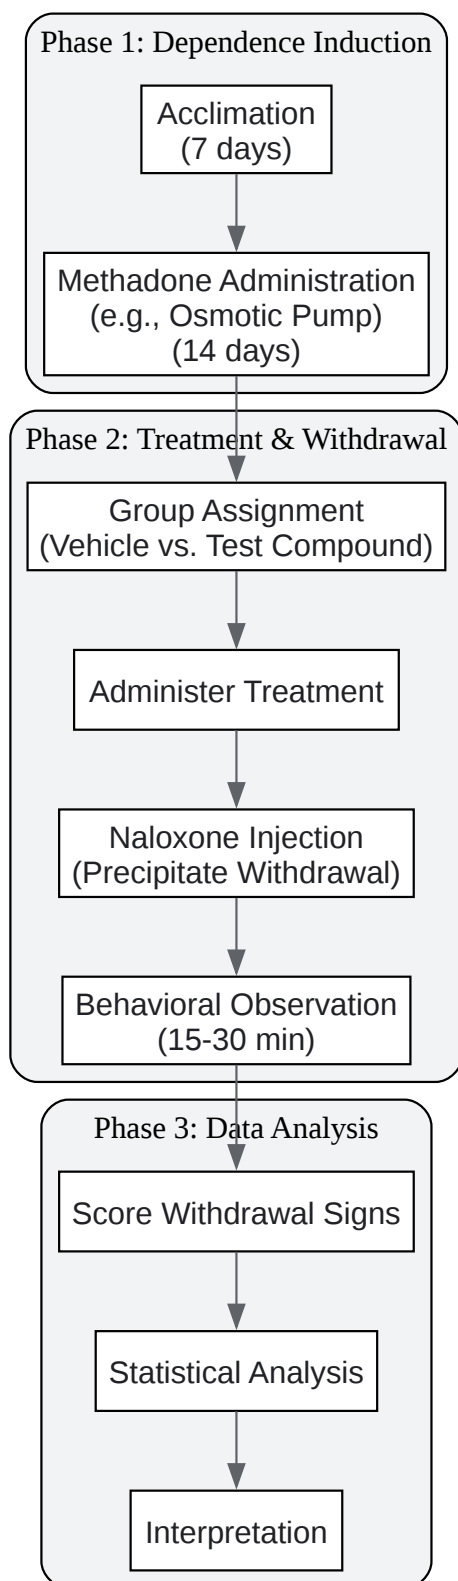 Phase 1: Dependence Induction
Acclimation
(7 days)
Methadone Administration
(e.g., Osmotic Pump)
(14 days)
Phase 2: Treatment & Withdrawal
Group Assignment
(Vehicle vs. Test Compound)
Administer Treatment
Naloxone Injection
(Precipitate Withdrawal)
Behavioral Observation
(15-30 min)
Phase 3: Data Analysis
Score Withdrawal Signs
Statistical Analysis
Interpretation